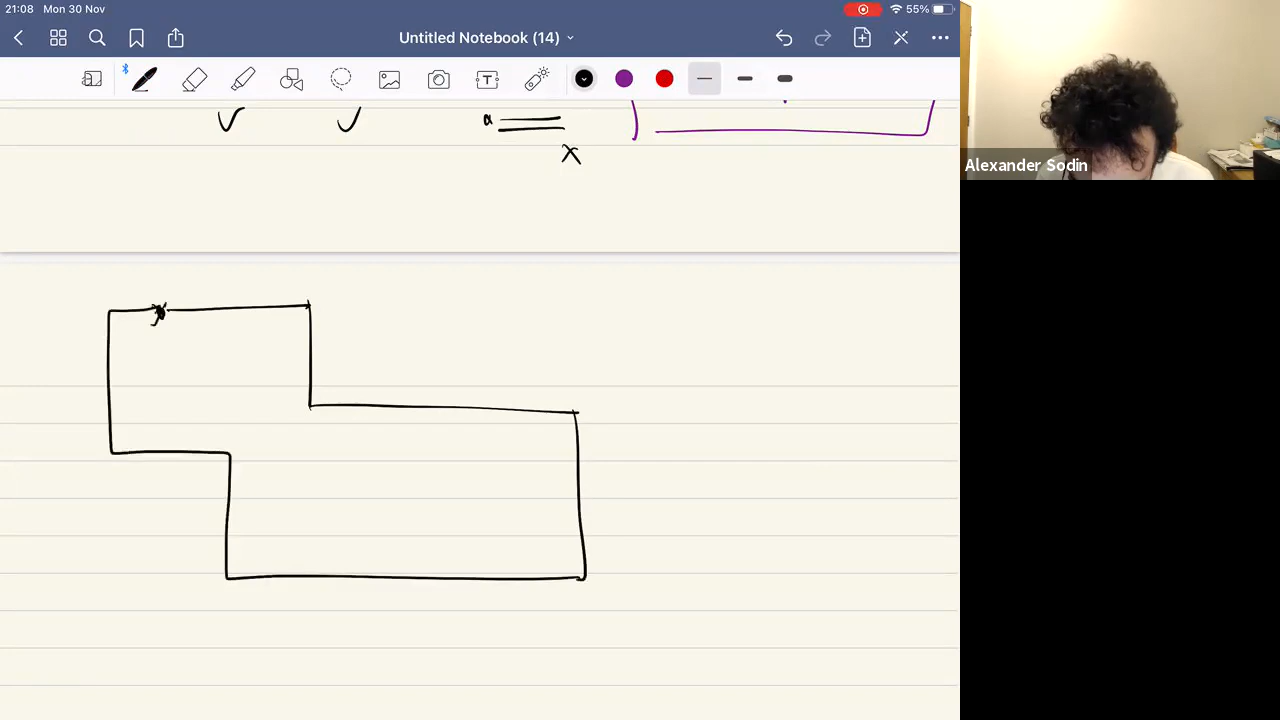 21:08 Mon 30 Nov
55%
Untitled Notebook (14)
a
x
Alexander Sodin